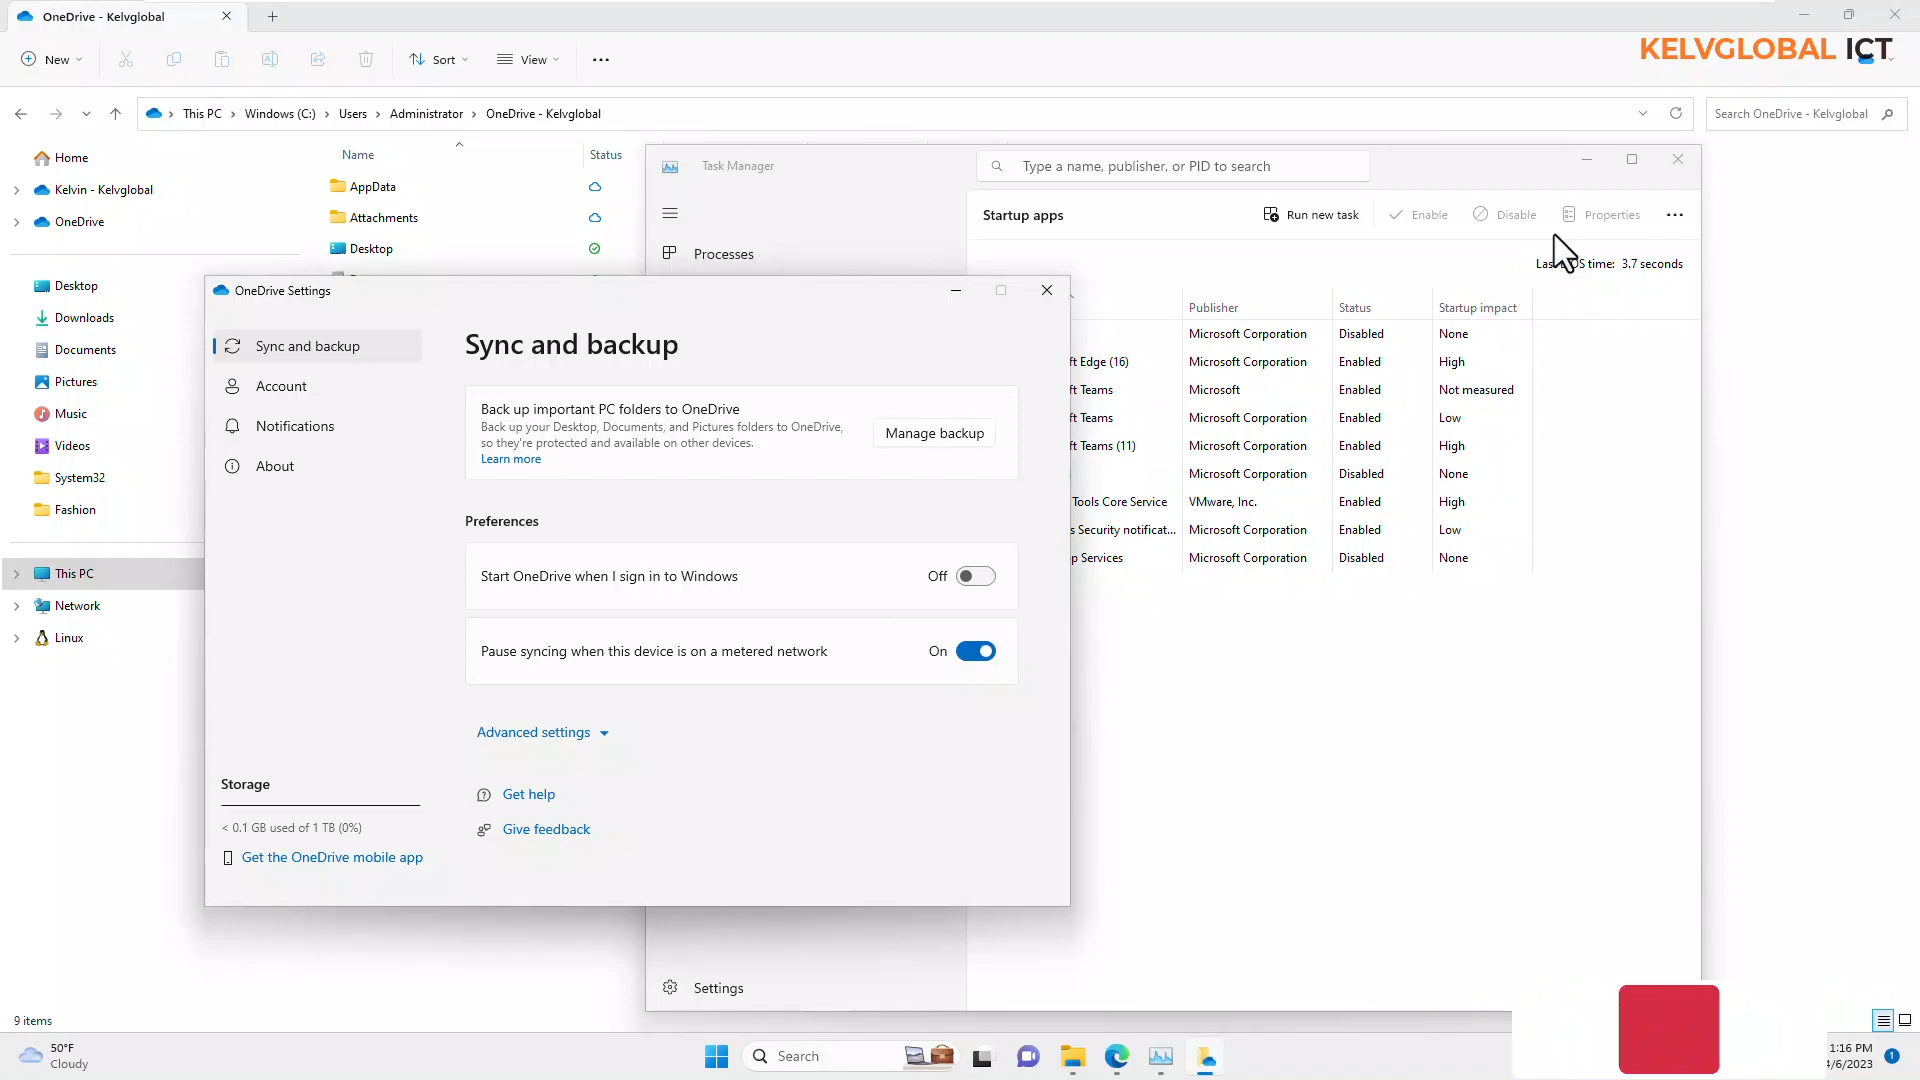 OneDrive - Kelvglobal
New
Sort
View
KELVGLOBAL ICT
This PC
Windows (C:)
Users
Administrator
OneDrive - Kelvglobal
Search OneDrive - Kelvglobal
Home
Kelvin - Kelvglobal
OneDrive
Desktop
Downloads
Documents
Pictures
Music
Videos
System32
Fashion
This PC
Network
Linux
9 items
Name
Status
AppData
Attachments
Desktop
Task Manager
Type a name, publisher, or PID to search
Processes
Settings
Startup apps
Run new task
Enable
Disable
Properties
time: 3.7 seconds
Publisher
Status
Startup impact
Microsoft Corporation
Disabled
None
ft Edge (16)
Microsoft Corporation
Enabled
High
ft Teams
Microsoft
Enabled
Not measured
ft Teams
Microsoft Corporation
Enabled
Low
ft Teams (11)
Microsoft Corporation
Enabled
High
Microsoft Corporation
Disabled
None
Tools Core Service
VMware, Inc.
Enabled
High
s Security notificat...
Microsoft Corporation
Enabled
Low
p Services
Microsoft Corporation
Disabled
None
OneDrive Settings
Sync and backup
Account
Notifications
About
Storage
< 0.1 GB used of 1 TB (0%)
Get the OneDrive mobile app
Sync and backup
Back up important PC folders to OneDrive
Back up your Desktop, Documents, and Pictures folders to OneDrive,
so they're protected and available on other devices.
Learn more
Manage backup
Preferences
Start OneDrive when I sign in to Windows
Off
Pause syncing when this device is on a metered network
On
Advanced settings
Get help
Give feedback
50°F
Cloudy
Search
1:16 PM
4/6/2023
1